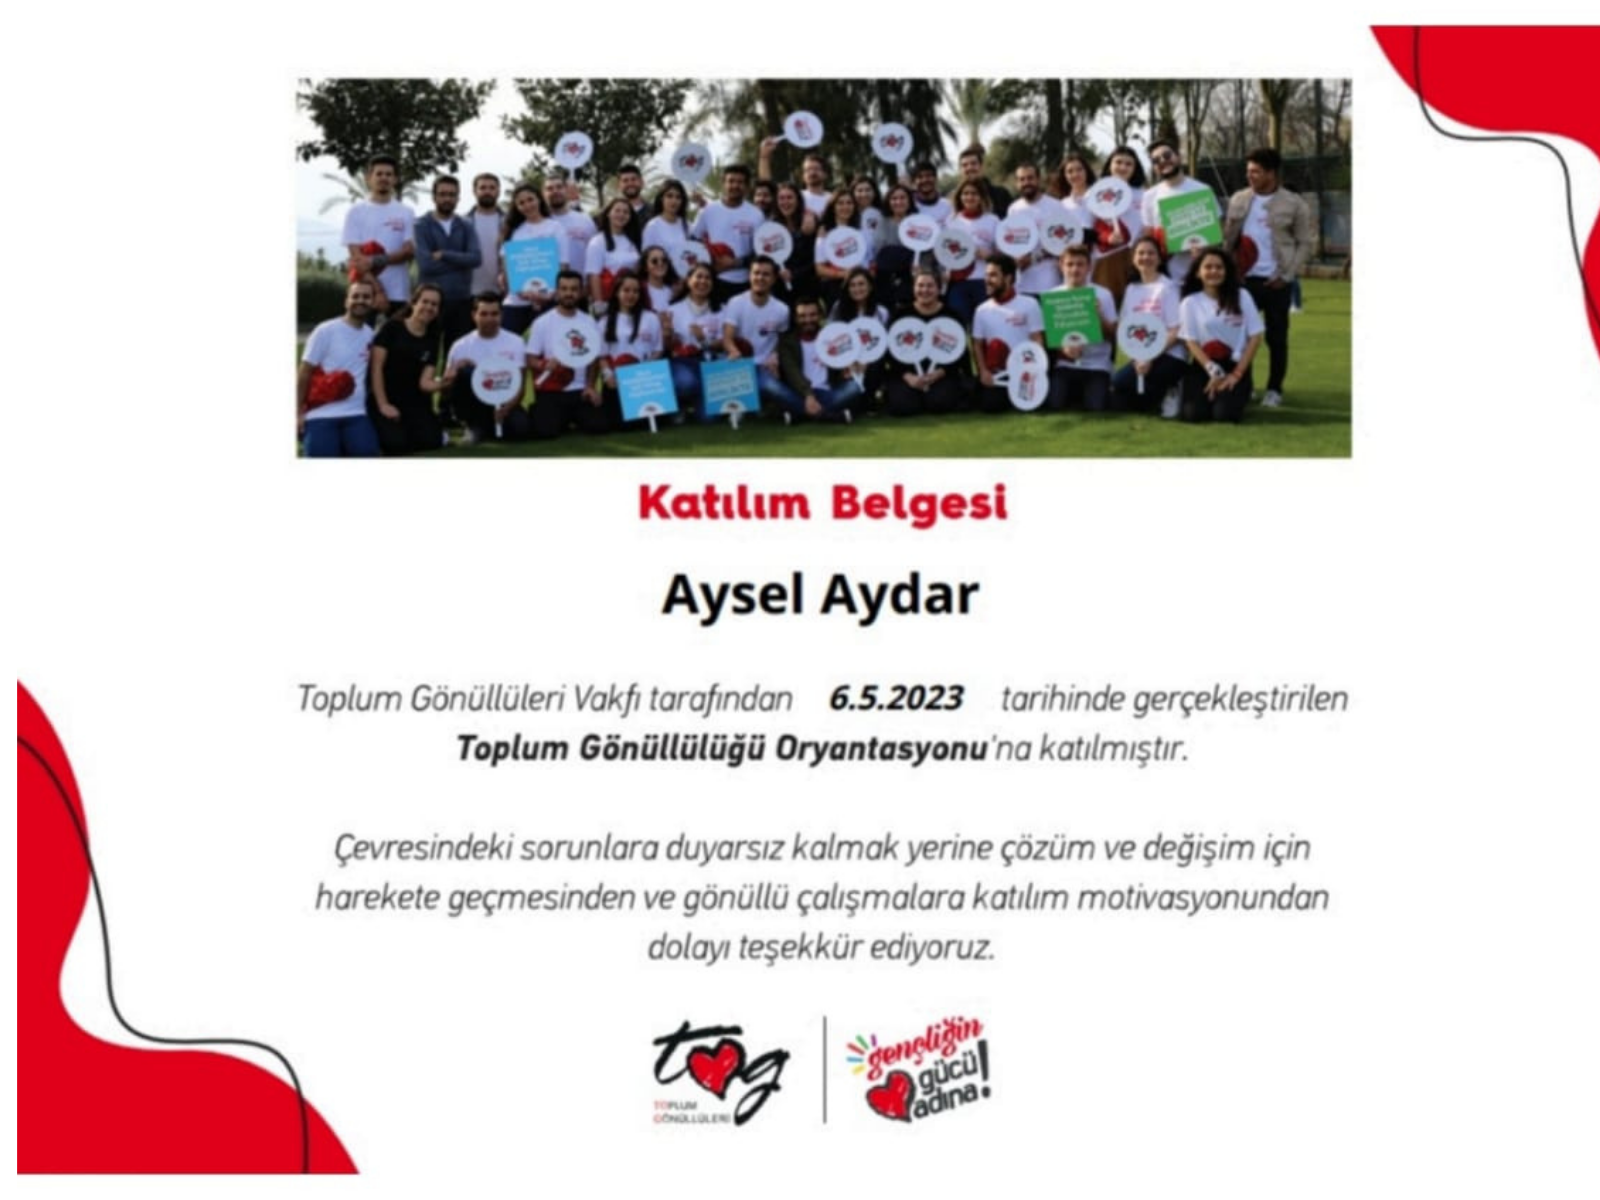 Katılım Belgesi
Aysel Aydar
Toplum Gönüllüleri Vakfı tarafından 6.5.2023 tarihinde gerçekleştirilen
Toplum Gönüllülüğü Oryantasyonu'na katılmıştır.
Çevresindeki sorunlara duyarsız kalmak yerine çözüm ve değişim için
harekete geçmesinden ve gönüllü çalışmalara katılım motivasyonundan
dolayı teşekkür ediyoruz.
tog
TOPLUM
GÖNÜLLÜLERİ
gençliğin
gücü
adına!